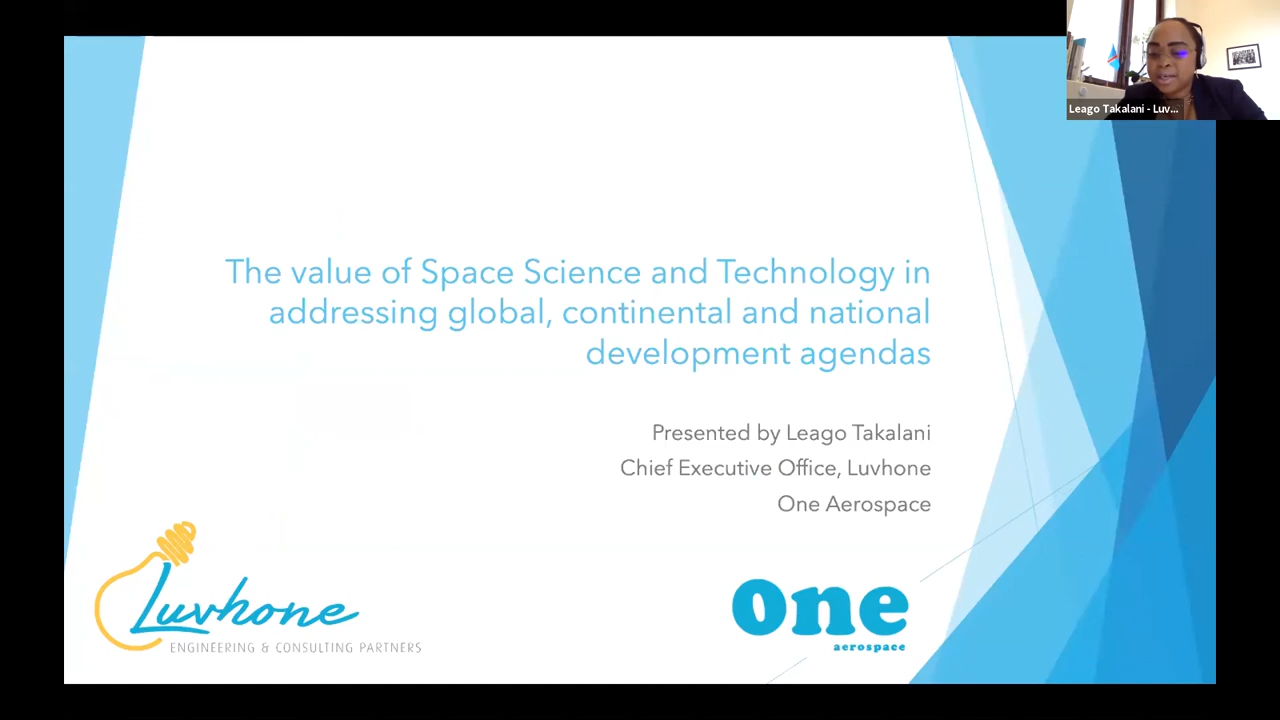 Leago Takalani - Luv...
The value of Space Science and Technology in
addressing global, continental and national
development agendas
Presented by Leago Takalani
Chief Executive Office, Luvhone
One Aerospace
Luvhone
ENGINEERING & CONSULTING PARTNERS
One
aerospace